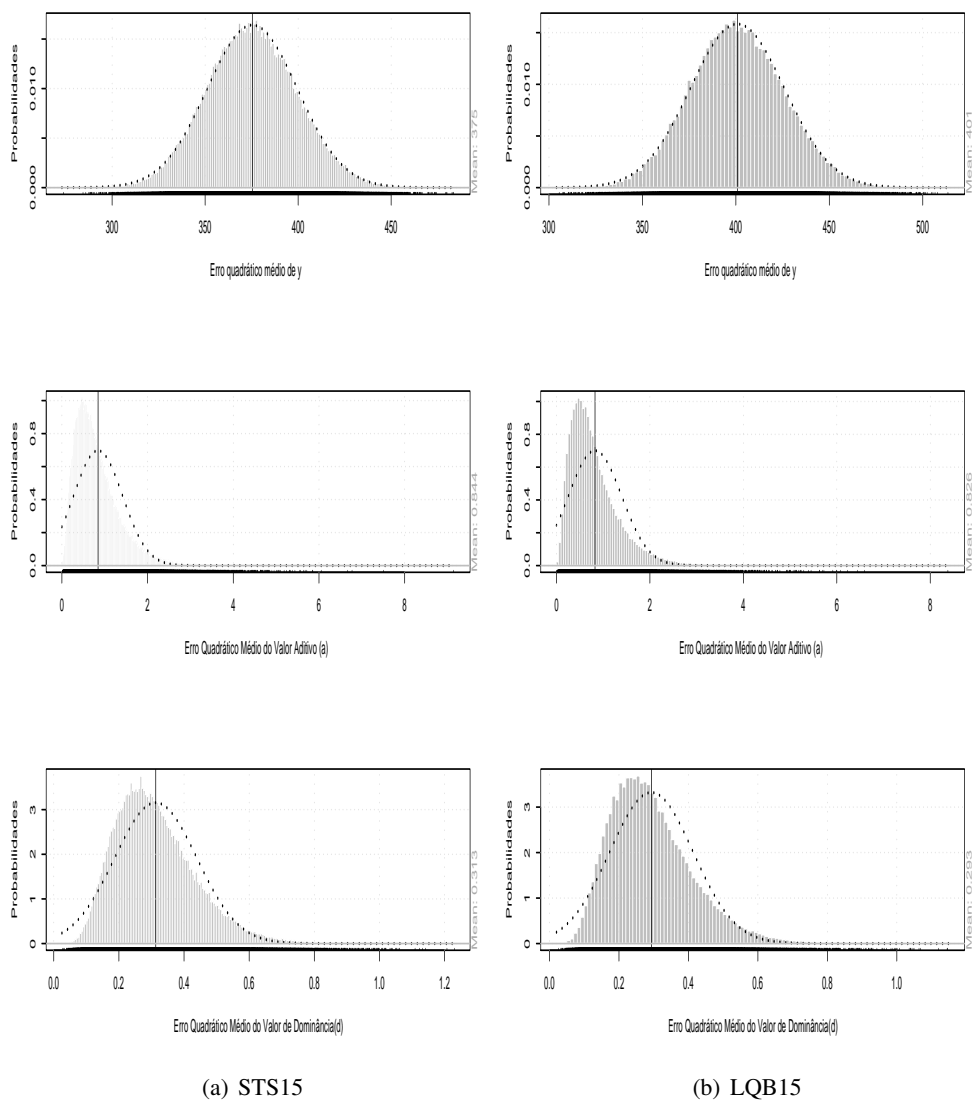 Probabilidades
0.000
0.010
300
350
400
450
Erro quadrático médio de y
Mean: 375
Probabilidades
0.000
0.010
300
350
400
450
500
Erro quadrático médio de y
Mean: 401
Probabilidades
0.0
0.4
0.8
0
2
4
6
8
Erro Quadrático Médio do Valor Aditivo (a)
Mean: 0.844
Probabilidades
0.0
0.4
0.8
0
2
4
6
8
Erro Quadrático Médio do Valor Aditivo (a)
Mean: 0.826
Probabilidades
0
1
2
3
0.0
0.2
0.4
0.6
0.8
1.0
1.2
Erro Quadrático Médio do Valor de Dominância(d)
Mean: 0.313
Probabilidades
0
1
2
3
0.0
0.2
0.4
0.6
0.8
1.0
Erro Quadrático Médio do Valor de Dominância(d)
Mean: 0.293
(a) STS15
(b) LQB15